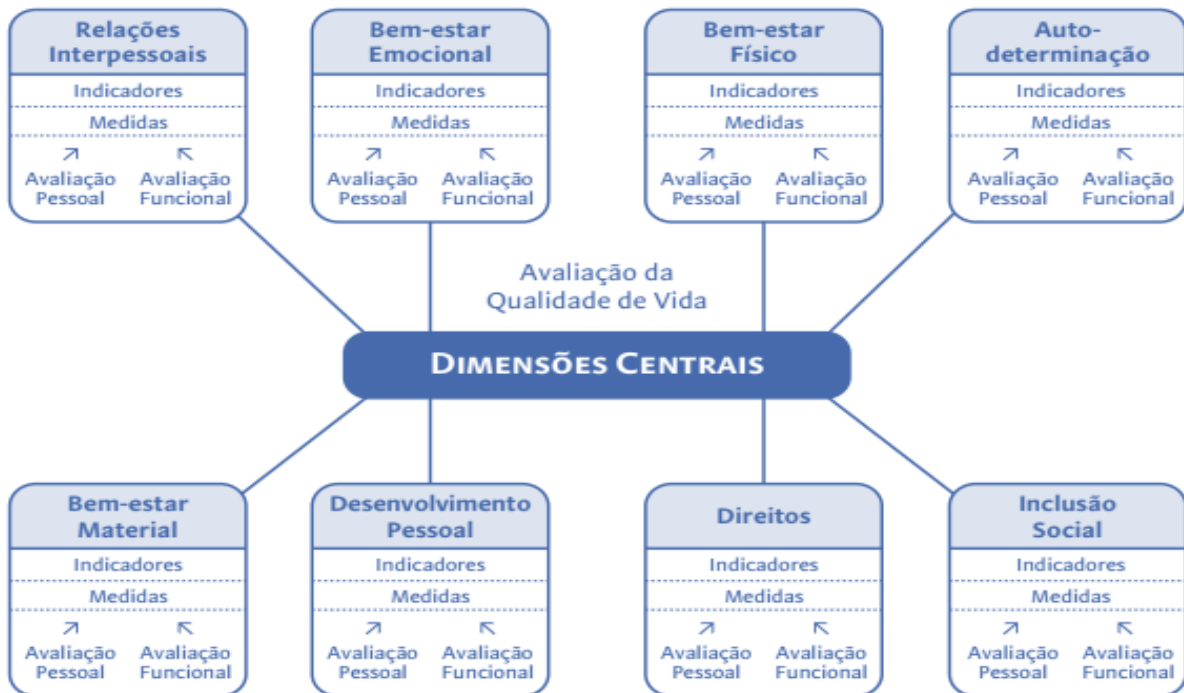 Relações
Interpessoais
Indicadores
Medidas
Avaliação
Pessoal
Avaliação
Funcional
Bem-estar
Emocional
Indicadores
Medidas
Avaliação
Pessoal
Avaliação
Funcional
Bem-estar
Físico
Indicadores
Medidas
Avaliação
Pessoal
Avaliação
Funcional
Auto-
determinação
Indicadores
Medidas
Avaliação
Pessoal
Avaliação
Funcional
Avaliação da
Qualidade de Vida
DIMENSÕES CENTRAIS
Bem-estar
Material
Indicadores
Medidas
Avaliação
Pessoal
Avaliação
Funcional
Desenvolvimento
Pessoal
Indicadores
Medidas
Avaliação
Pessoal
Avaliação
Funcional
Direitos
Indicadores
Medidas
Avaliação
Pessoal
Avaliação
Funcional
Inclusão
Social
Indicadores
Medidas
Avaliação
Pessoal
Avaliação
Funcional